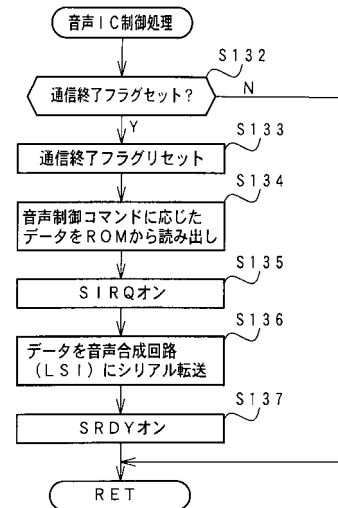 音声IC制御処理
S132
通信終了フラグセット?
N
Y
S133
通信終了フラグリセット
S134
音声制御コマンドに応じた
データをROMから読み出し
S135
SIRQオン
S136
データを音声合成回路
(LSI)にシリアル転送
S137
SRDYオン
RET